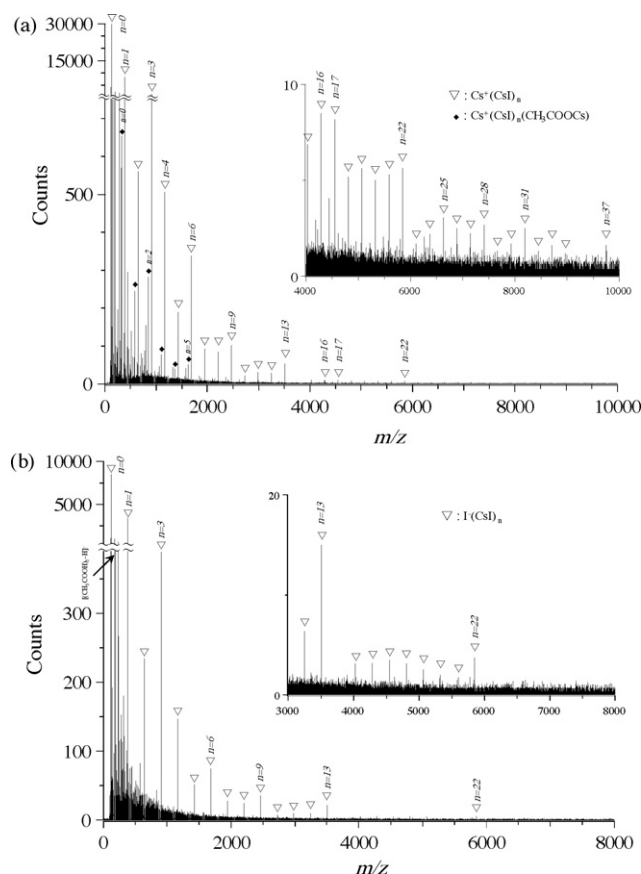 (a)
30000
15000
500
0
Counts
n=0
n=1
n=3
n=0
n=4
n=2
n=6
n=5
n=9
n=13
n=16
n=17
n=22
10
0
n=16
n=17
n=22
n=25
n=28
n=31
n=37
4000 6000 8000 10000
▽ : Cs⁺(CsI)ₙ
◆ : Cs⁺(CsI)ₙ(CH₃COOCs)
0 2000 4000 6000 8000 10000
m/z
(b)
10000
5000
300
200
100
0
Counts
n=0
n=1
n=3
n=6
n=9
n=13
n=22
20
0
n=13
n=22
3000 4000 5000 6000 7000 8000
▽ : I⁻(CsI)ₙ
0 2000 4000 6000 8000
m/z